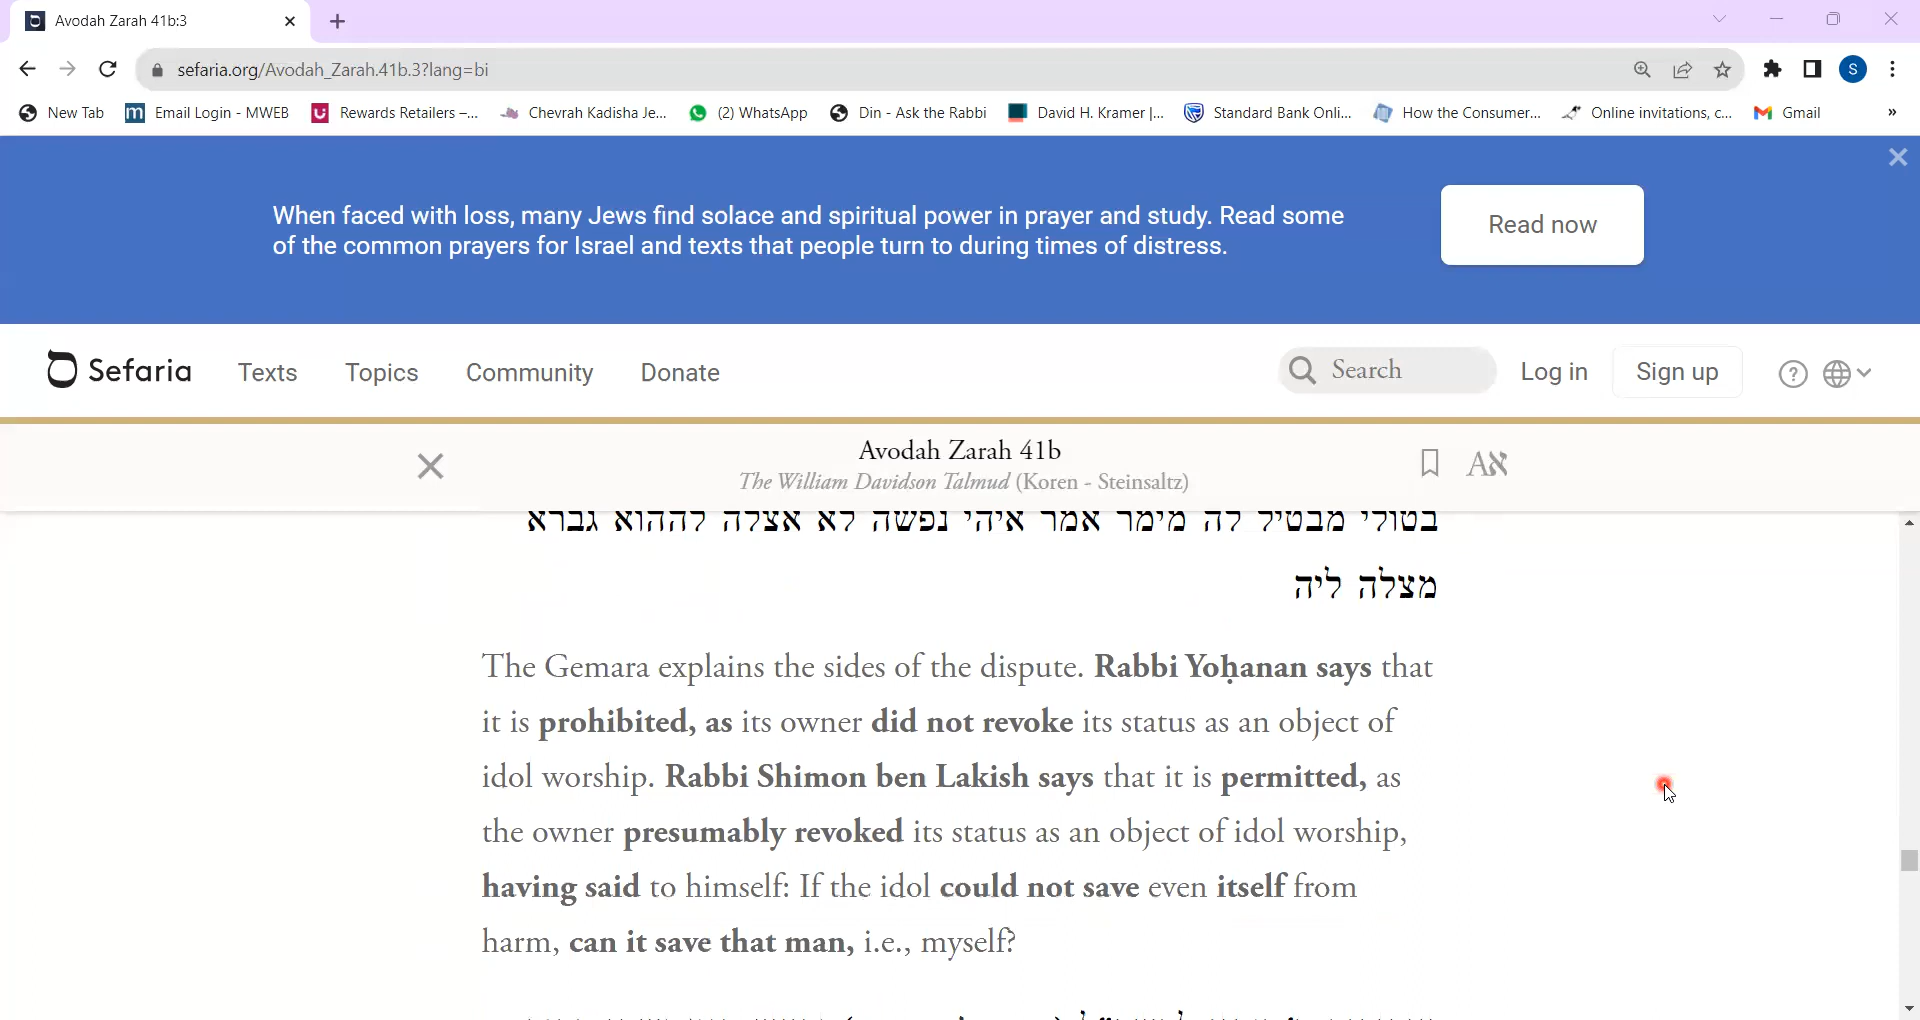 Avodah Zarah 41b:3
sefaria.org/Avodah_Zarah.41b.3?lang=bi
S
New Tab
Email Login - MWEB
Rewards Retailers –...
Chevrah Kadisha Je...
(2) WhatsApp
Din - Ask the Rabbi
David H. Kramer |...
Standard Bank Onli...
How the Consumer...
Online invitations, c...
Gmail
»
When faced with loss, many Jews find solace and spiritual power in prayer and study. Read some
of the common prayers for Israel and texts that people turn to during times of distress.
Read now
Sefaria
Texts
Topics
Community
Donate
Search
Log in
Sign up
Avodah Zarah 41b
The William Davidson Talmud (Koren - Steinsaltz)
Aא
בטולי מבטיל לה מימר אמר איהי נפשה לא אצלה לההוא גברא
מצלה ליה
The Gemara explains the sides of the dispute. Rabbi Yoḥanan says that
it is prohibited, as its owner did not revoke its status as an object of
idol worship. Rabbi Shimon ben Lakish says that it is permitted, as
the owner presumably revoked its status as an object of idol worship,
having said to himself: If the idol could not save even itself from
harm, can it save that man, i.e., myself?